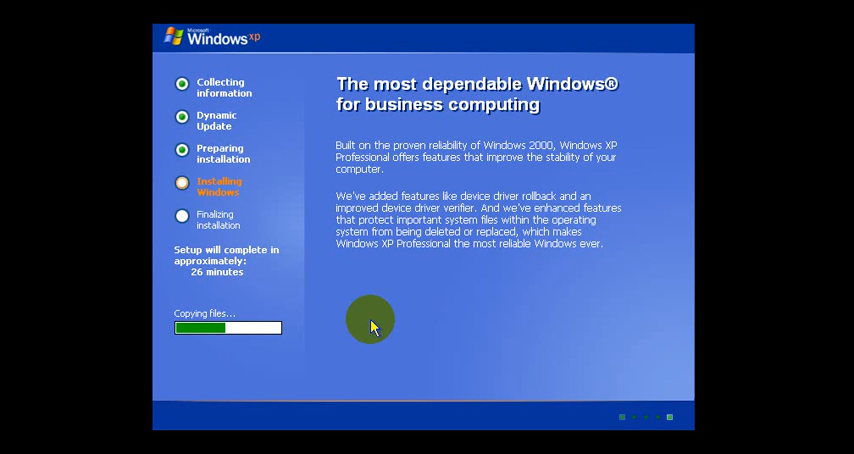 Microsoft
Windows xp
Collecting
information
Dynamic
Update
Preparing
installation
Installing
Windows
Finalizing
installation
Setup will complete in
approximately:
26 minutes
Copying files...
The most dependable Windows®
for business computing
Built on the proven reliability of Windows 2000, Windows XP
Professional offers features that improve the stability of your
computer.
We've added features like device driver rollback and an
improved device driver verifier. And we've enhanced features
that protect important system files within the operating
system from being deleted or replaced, which makes
Windows XP Professional the most reliable Windows ever.